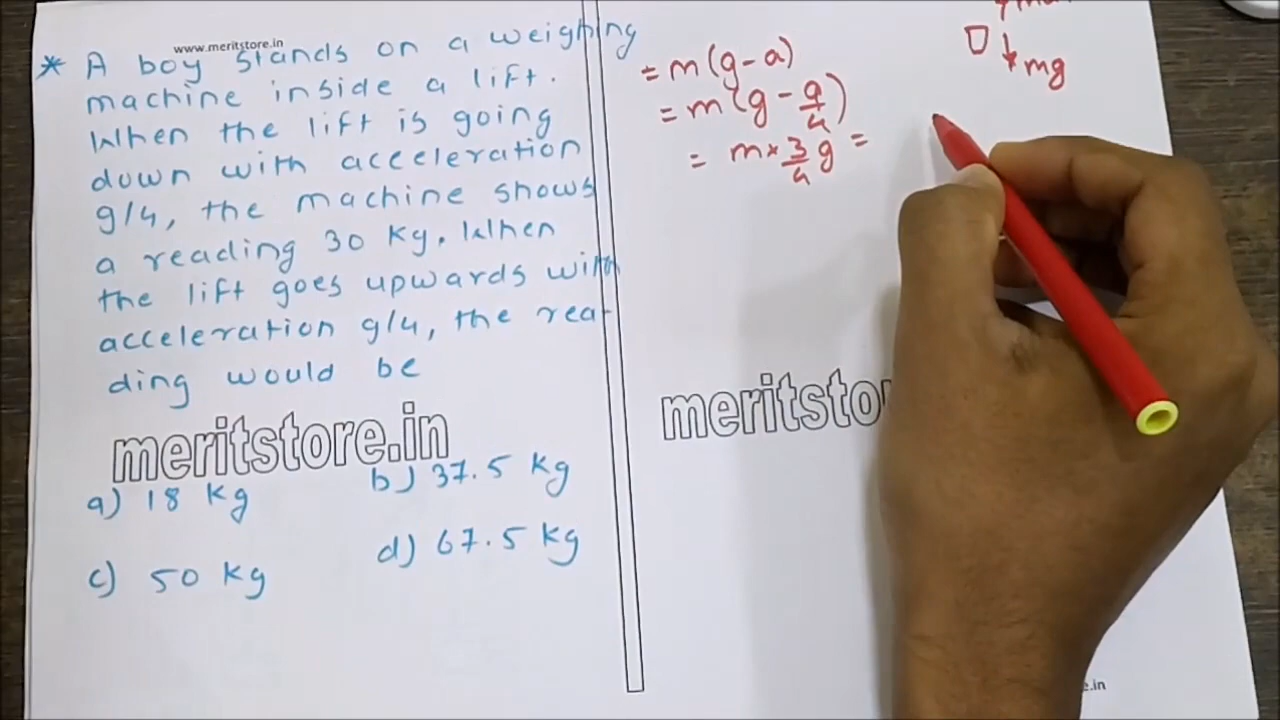 www.meritstore.in
* A boy stands on a weighing
machine inside a lift.
When the lift is going
down with acceleration
g/4, the machine shows
a reading 30 Kg. When
the lift goes upwards with
acceleration g/4, the rea-
ding would be
meritstore.in
a) 18 Kg
b) 37.5 Kg
c) 50 Kg
d) 67.5 Kg
mg
= m(g-a)
= m(g - g/4)
= m × 3/4 g =